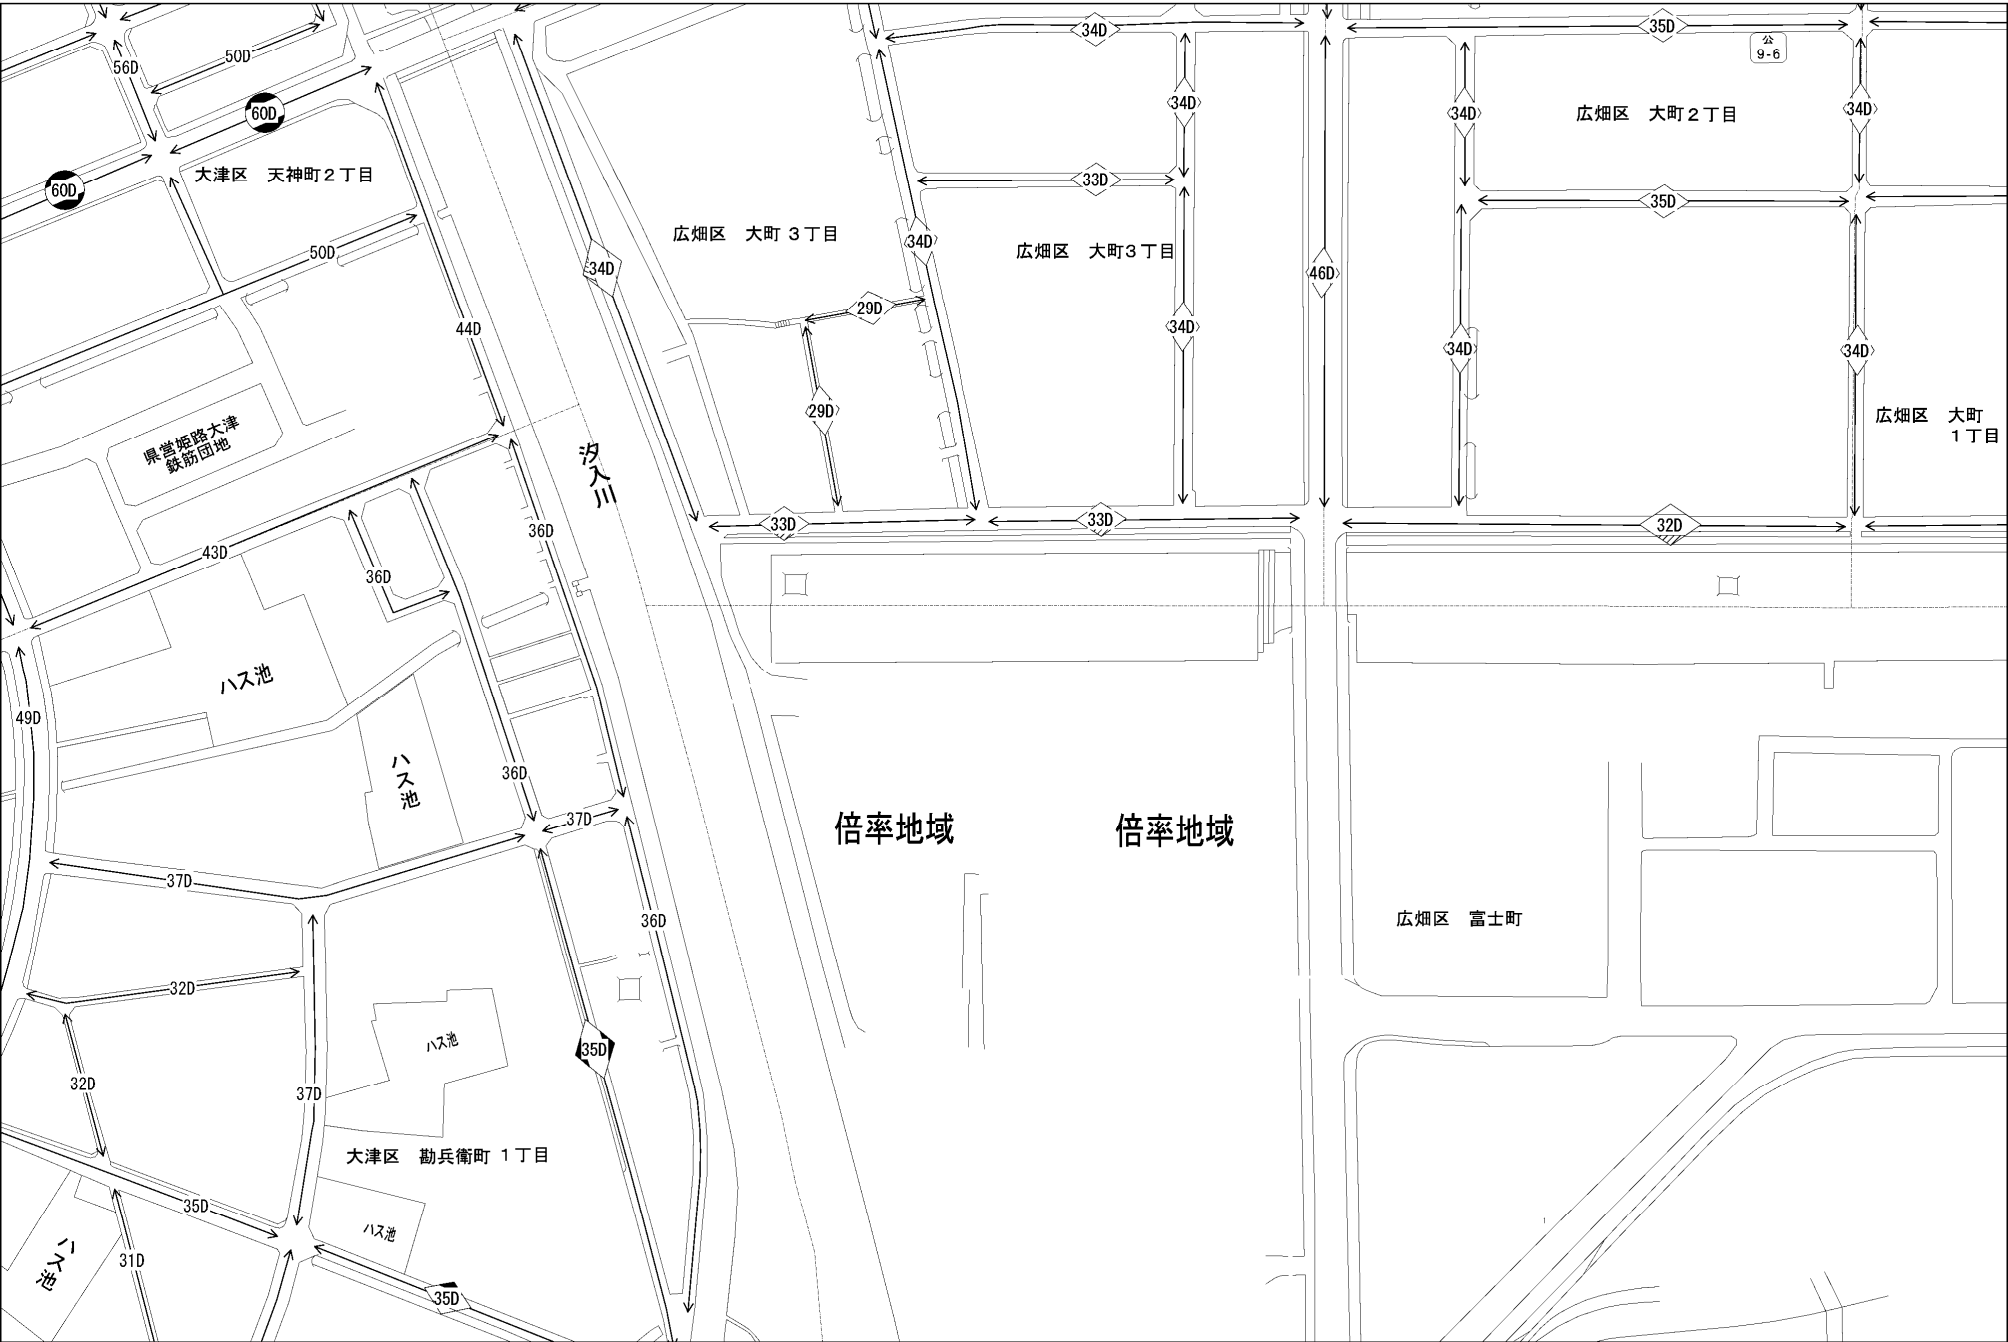 56D
50D
34D
35D
公
9-6
60D
34D
34D
34D
広畑区 大町2丁目
大津区 天神町2丁目
60D
33D
35D
広畑区 大町3丁目
34D
広畑区 大町3丁目
50D
34D
46D
29D
44D
34D
34D
34D
29D
広畑区 大町
1丁目
県営姫路大津
鉄筋団地
汐入川
36D
33D
33D
32D
43D
36D
ハス池
49D
ハス池
36D
37D
倍率地域
倍率地域
37D
36D
広畑区 富士町
32D
ハス池
35D
32D
37D
大津区 勘兵衛町 1丁目
35D
ハス池
ハス池
31D
35D